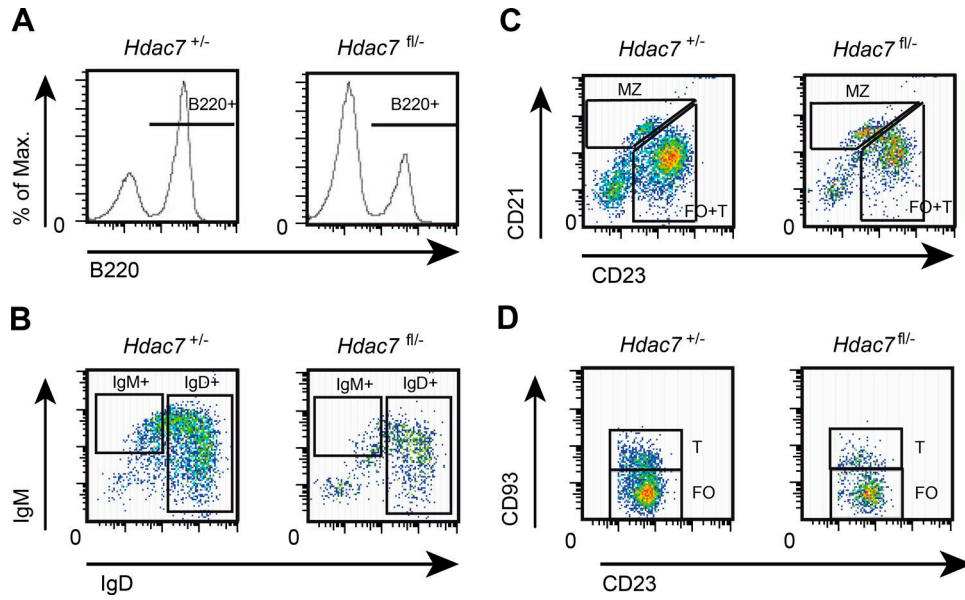 A
Hdac7 +/-
Hdac7 fl/-
B220+
B220+
% of Max.
0
0
B220
B
Hdac7 +/-
Hdac7 fl/-
IgM+
IgD+
IgM+
IgD+
IgM
0
0
IgD
C
Hdac7 +/-
Hdac7 fl/-
MZ
MZ
CD21
FO+T
FO+T
0
0
CD23
D
Hdac7 +/-
Hdac7 fl/-
T
T
CD93
FO
FO
0
0
CD23